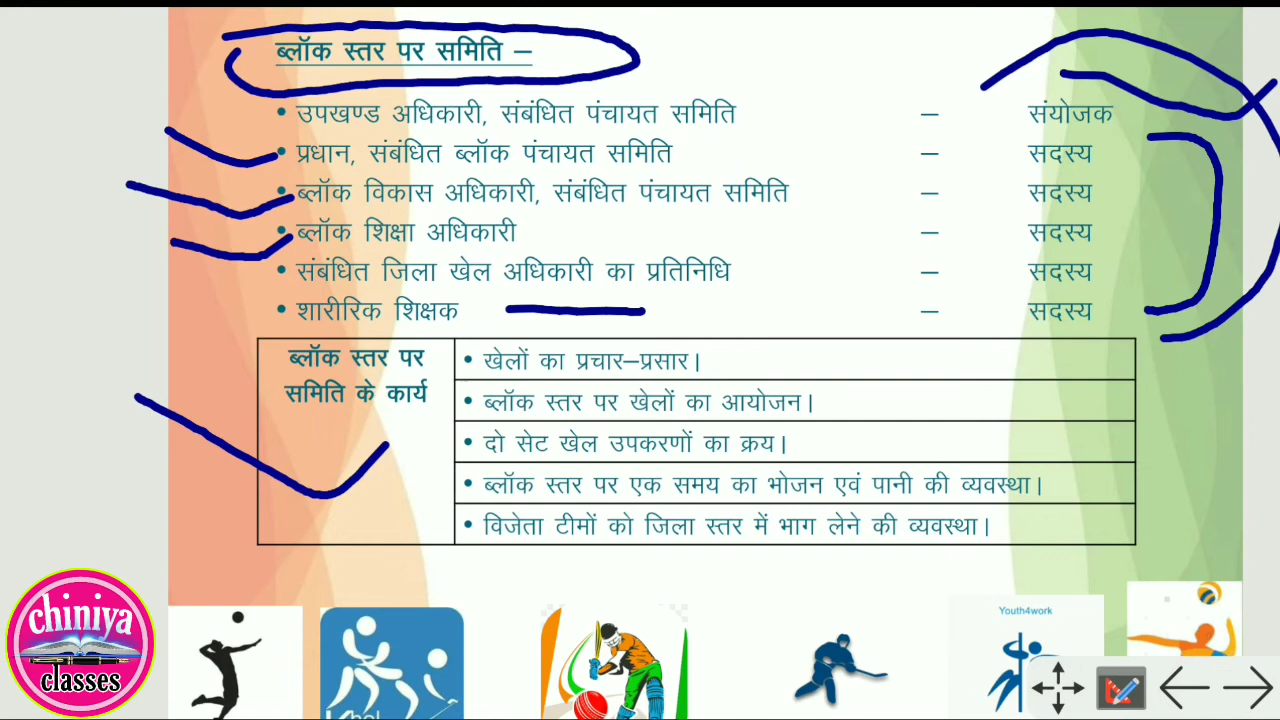 ब्लॉक स्तर पर समिति –
• उपखण्ड अधिकारी, संबंधित पंचायत समिति – संयोजक
• प्रधान, संबंधित ब्लॉक पंचायत समिति – सदस्य
• ब्लॉक विकास अधिकारी, संबंधित पंचायत समिति – सदस्य
• ब्लॉक शिक्षा अधिकारी – सदस्य
• संबंधित जिला खेल अधिकारी का प्रतिनिधि – सदस्य
• शारीरिक शिक्षक – सदस्य
ब्लॉक स्तर पर
समिति के कार्य
• खेलों का प्रचार–प्रसार।
• ब्लॉक स्तर पर खेलों का आयोजन।
• दो सेट खेल उपकरणों का क्रय।
• ब्लॉक स्तर पर एक समय का भोजन एवं पानी की व्यवस्था।
• विजेता टीमों को जिला स्तर में भाग लेने की व्यवस्था।
chiniya
classes
Youth4work